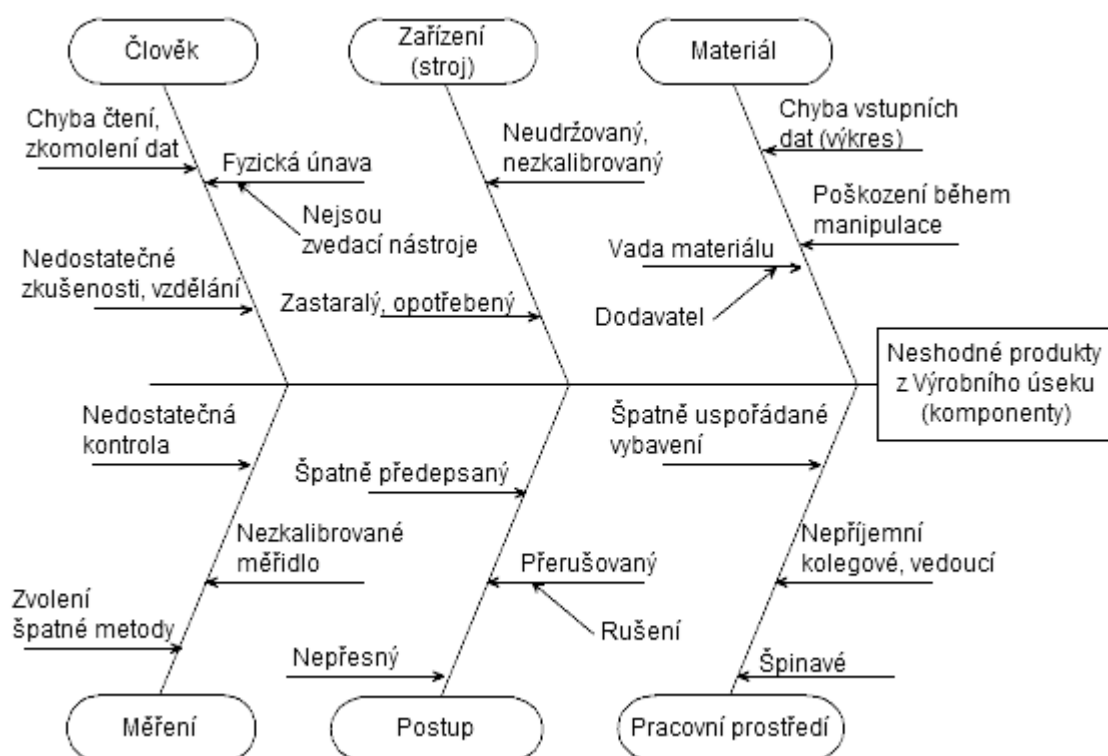 Člověk
Zařízení
(stroj)
Materiál
Chyba čtení,
zkomolení dat
Fyzická únava
Nejsou
zvedací nástroje
Nedostatečné
zkušenosti, vzdělání
Neudržovaný,
nezkalibrovaný
Zastaralý, opotřebený
Chyba vstupních
dat (výkres)
Poškození během
manipulace
Vada materiálu
Dodavatel
Neshodné produkty
z Výrobního úseku
(komponenty)
Nedostatečná
kontrola
Nezkalibrované
měřidlo
Zvolení
špatné metody
Špatně předepsaný
Přerušovaný
Rušení
Nepřesný
Špatně uspořádané
vybavení
Nepříjemní
kolegové, vedoucí
Špinavé
Měření
Postup
Pracovní prostředí